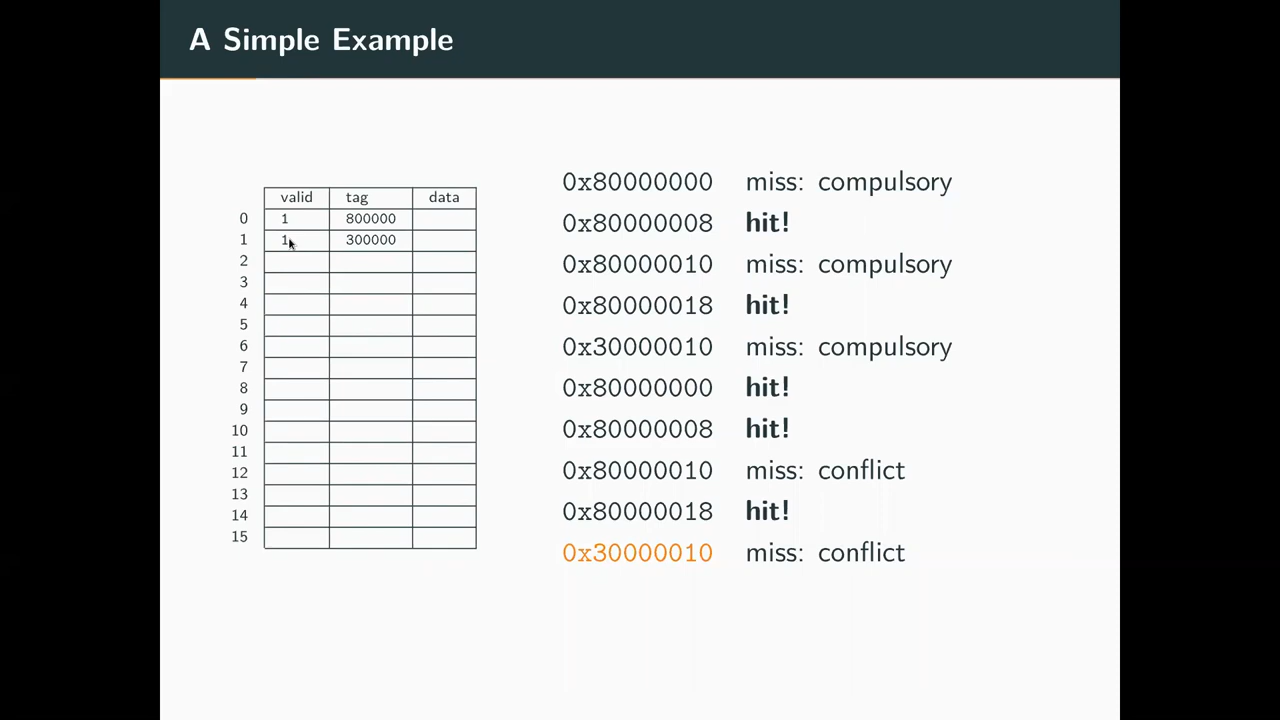 A Simple Example
valid tag data
0 1 800000
1 1 300000
2
3
4
5
6
7
8
9
10
11
12
13
14
15
0x80000000 miss: compulsory
0x80000008 hit!
0x80000010 miss: compulsory
0x80000018 hit!
0x30000010 miss: compulsory
0x80000000 hit!
0x80000008 hit!
0x80000010 miss: conflict
0x80000018 hit!
0x30000010 miss: conflict